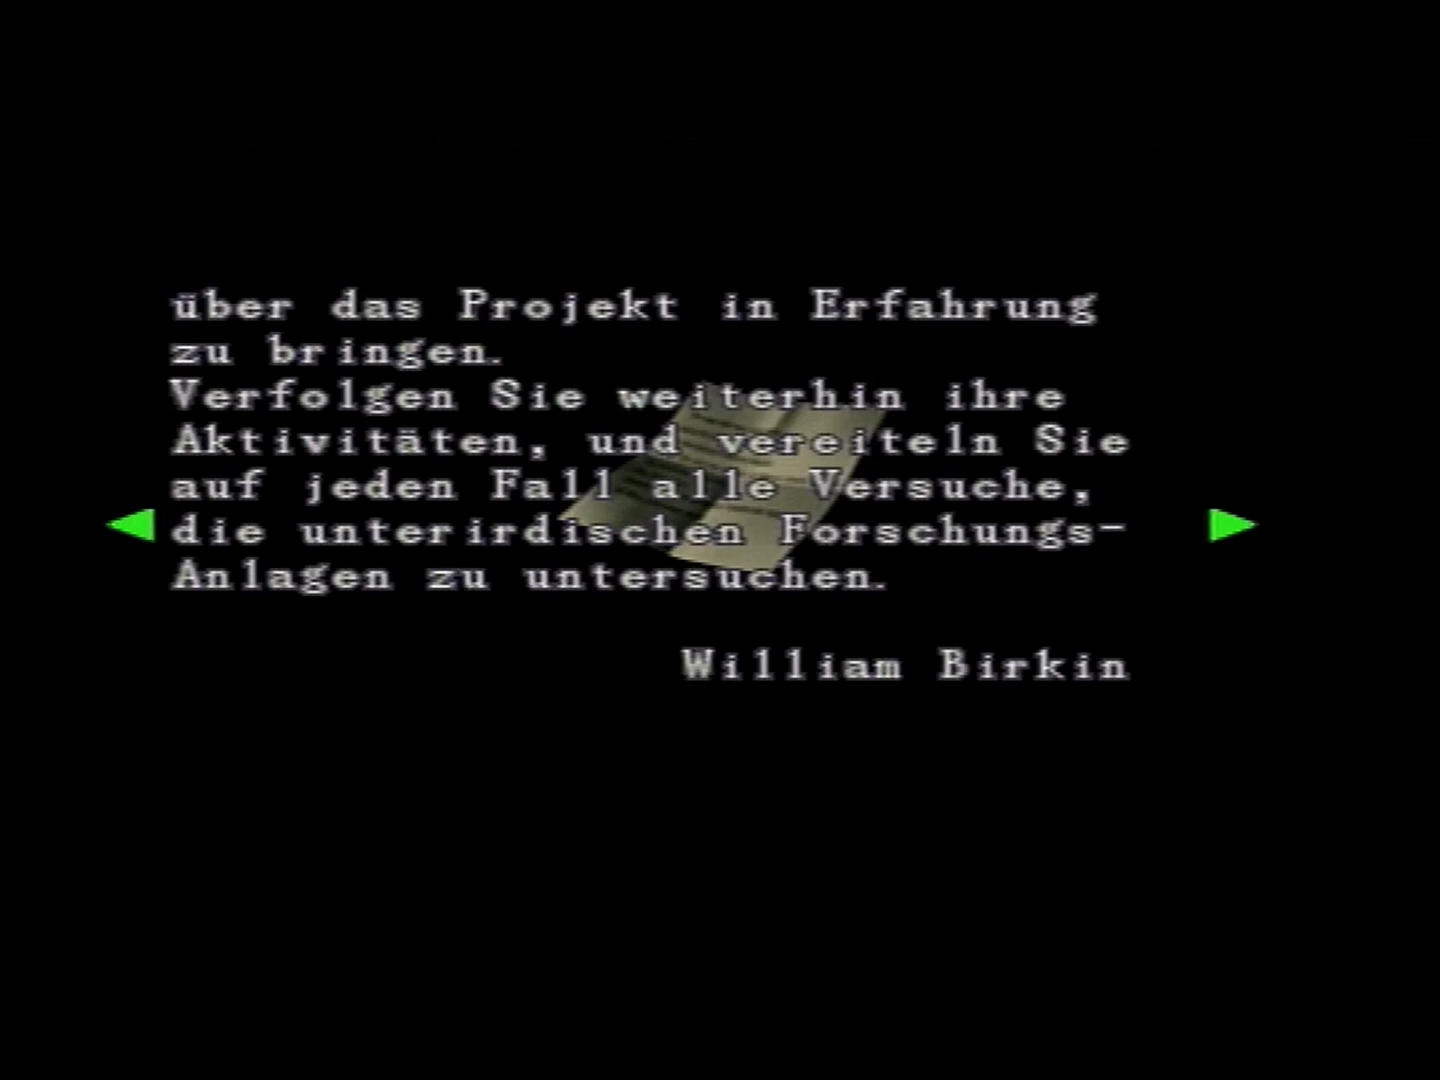 über das Projekt in Erfahrung
zu bringen.
Verfolgen Sie weiterhin ihre
Aktivitäten, und vereiteln Sie
auf jeden Fall alle Versuche,
die unterirdischen Forschungs-
Anlagen zu untersuchen.
William Birkin